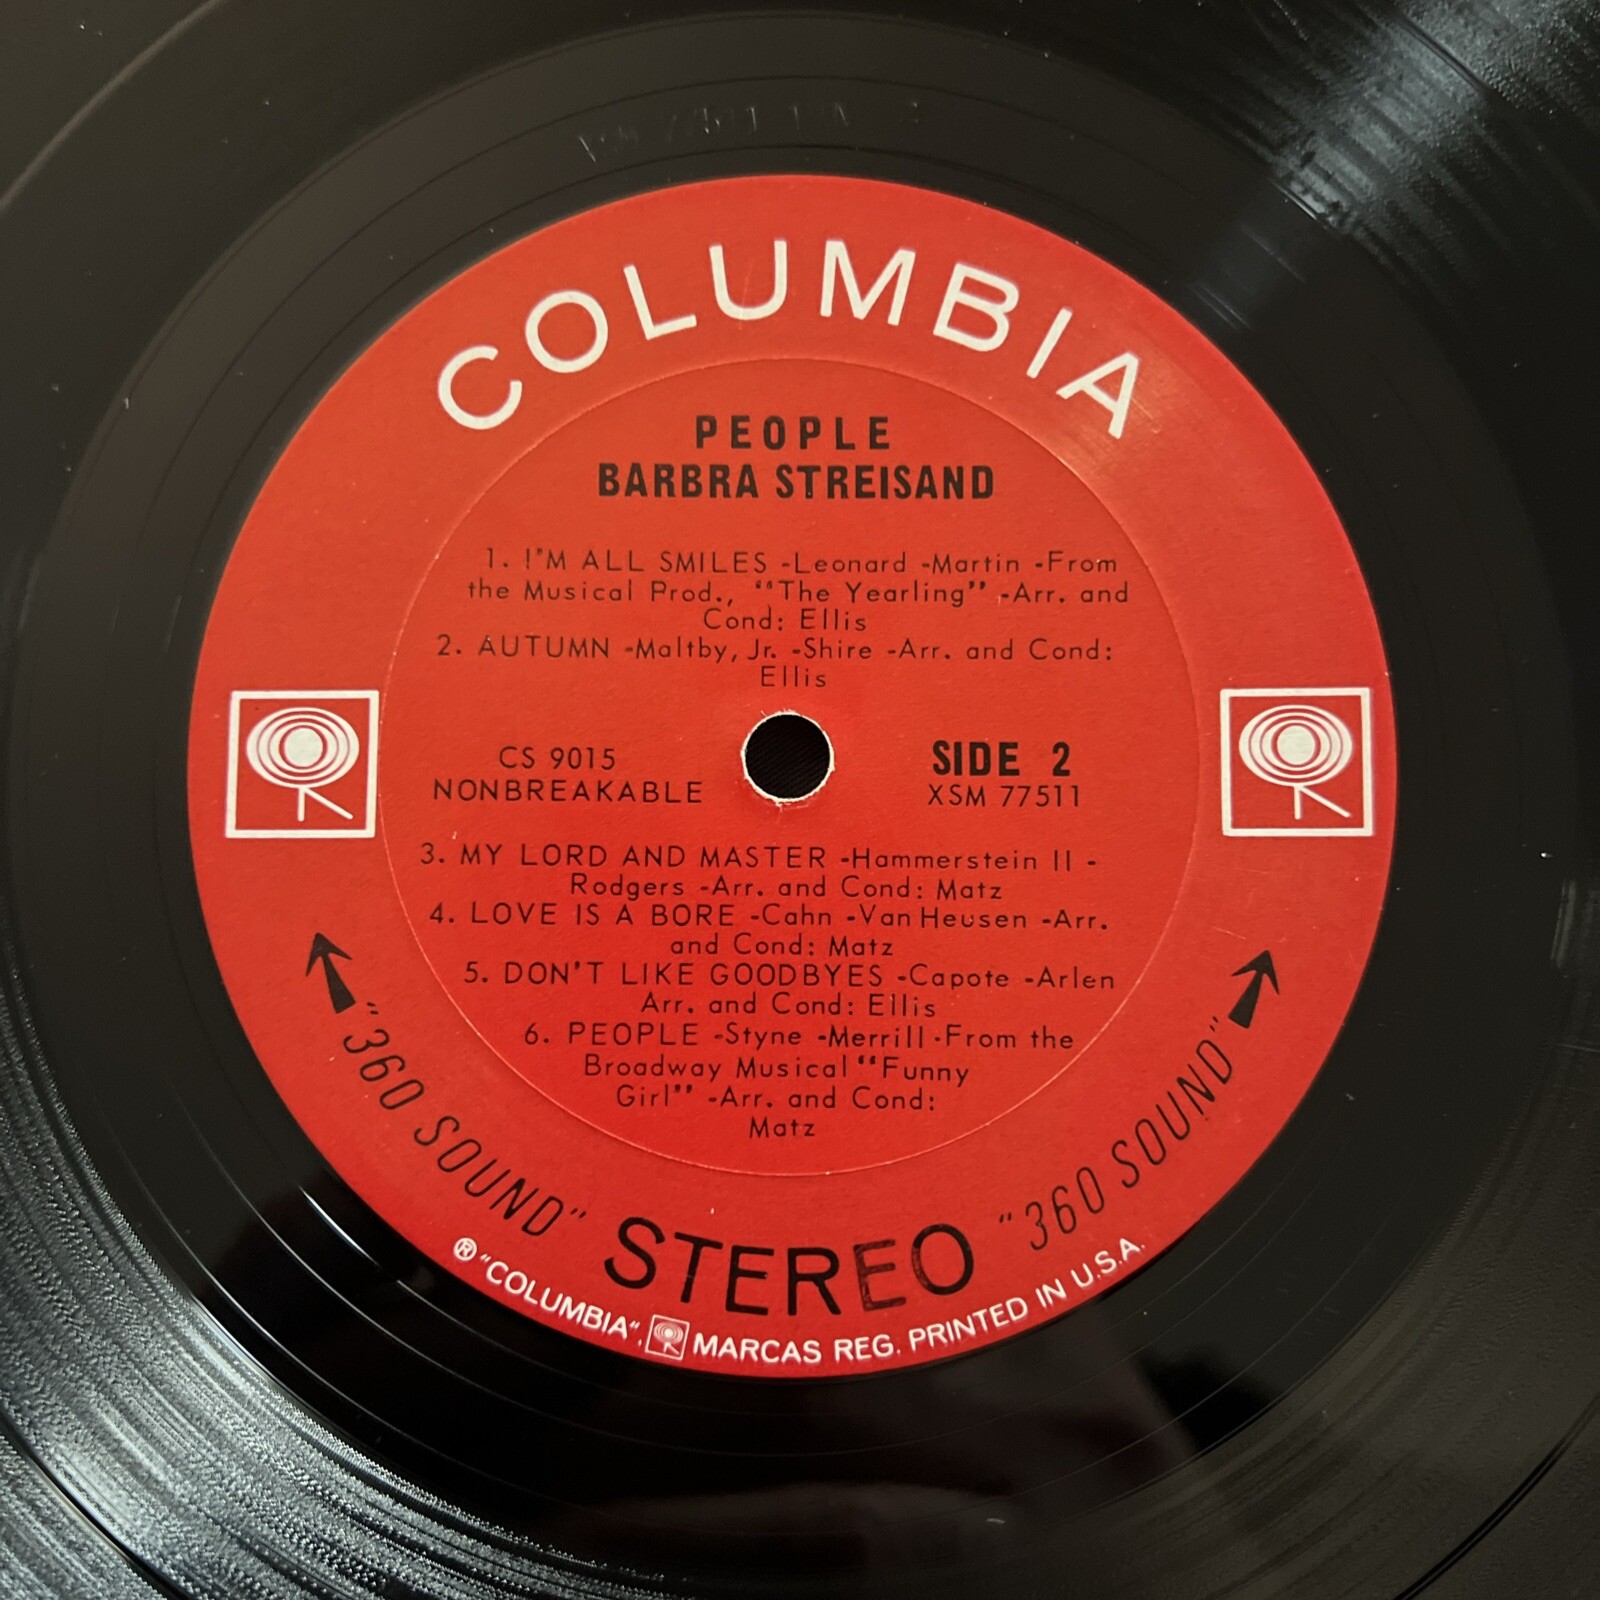 COLUMBIA
PEOPLE
BARBRA STREISAND
1. I"M ALL SMILES -Leonard -Martin -From
the Musical Prod., "The Yearling" -Arr. and
Cond: Ellis
2. AUTUMN -Maltby, Jr. -Shire -Arr. and Cond:
Ellis
CS 9015
NONBREAKABLE
SIDE 2
XSM 77511
3. MY LORD AND MASTER -Hammerstein II -
Rodgers -Arr. and Cond: Matz
4. LOVE IS A BORE -Cahn -Van Heusen -Arr.
and Cond: Matz
5. DON'T LIKE GOODBYES -Capote -Arlen
Arr. and Cond: Ellis
6. PEOPLE -Styne -Merrill -From the
Broadway Musical "Funny
Girl" -Arr. and Cond:
Matz
"360 SOUND" STEREO "360 SOUND"
® "COLUMBIA", MARCAS REG. PRINTED IN U.S.A.